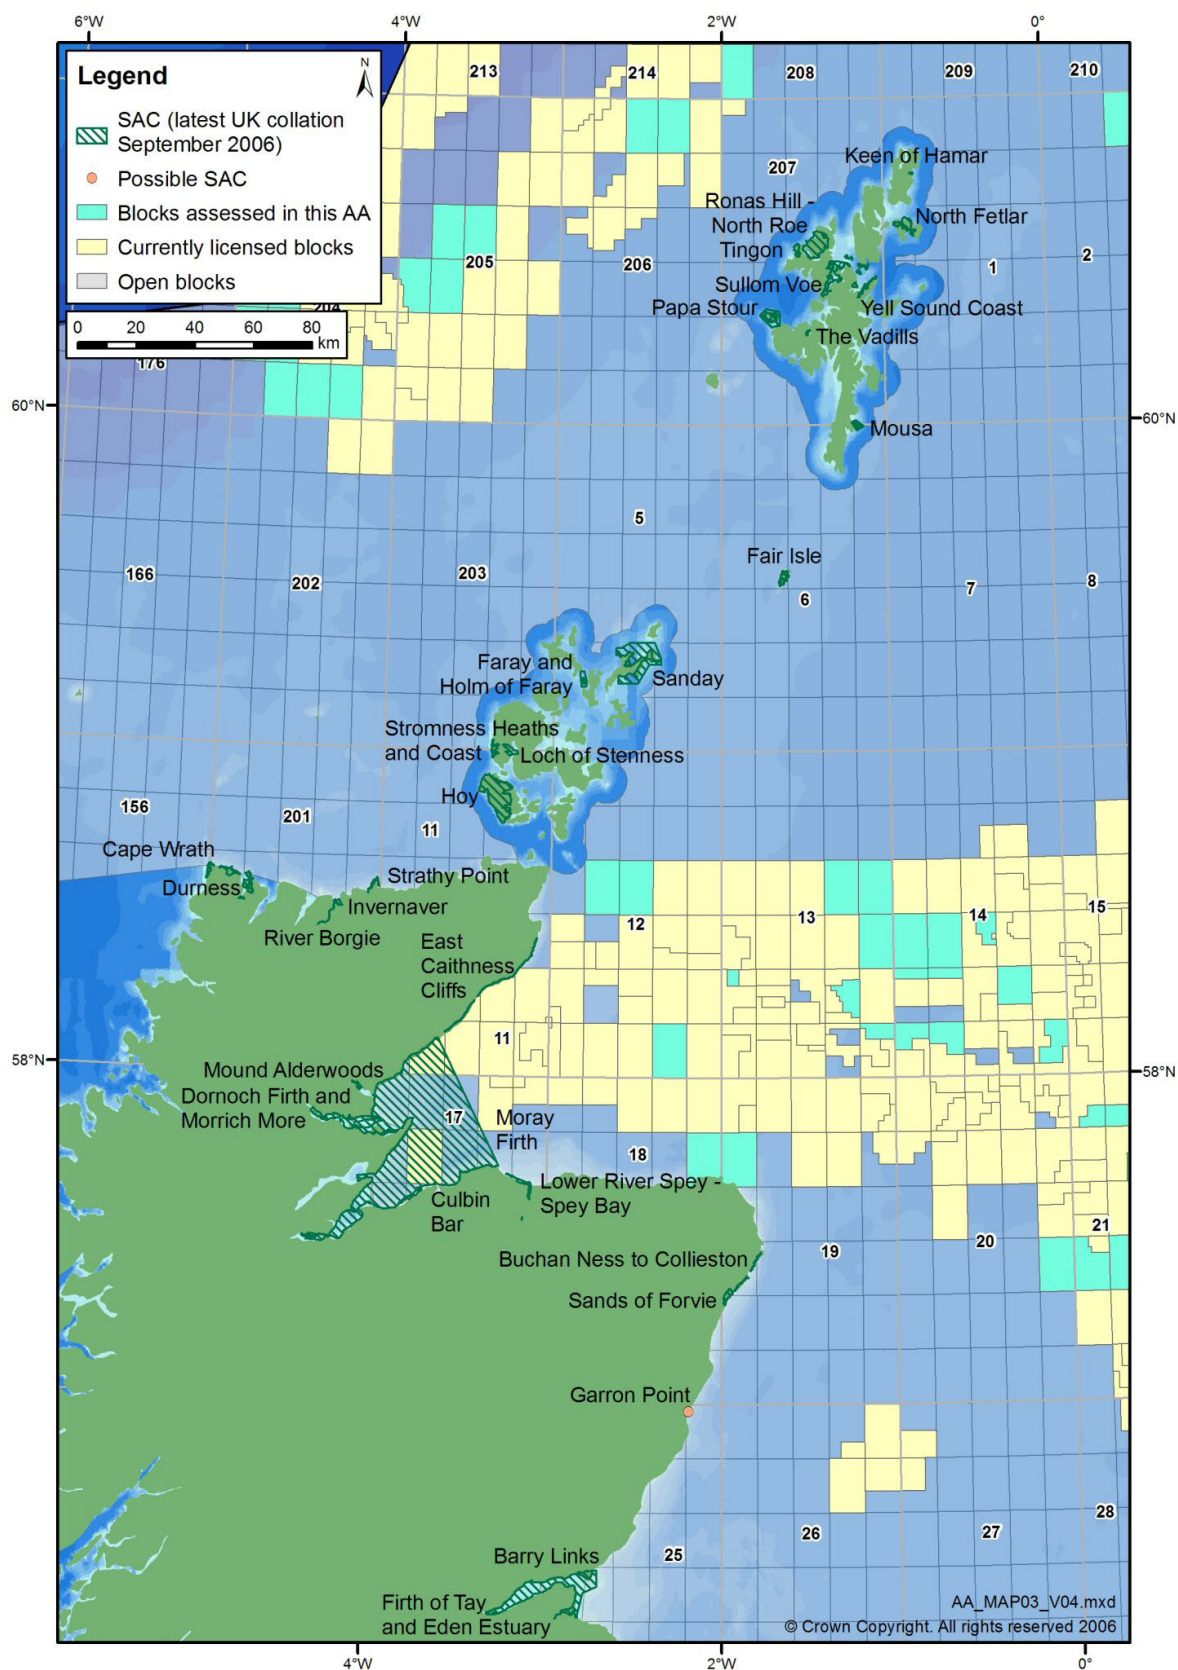 6°W
4°W
2°W
0°
Legend
N
SAC (latest UK collation
September 2006)
Possible SAC
Blocks assessed in this AA
Currently licensed blocks
Open blocks
0 20 40 60 80
km
213
214
208
209
210
207
Keen of Hamar
Ronas Hill -
North Roe
Tingon
North Fetlar
205
206
1
2
Sullom Voe
Papa Stour
Yell Sound Coast
The Vadills
204
176
60°N
60°N
Mousa
5
Fair Isle
166
202
203
6
7
8
Faray and
Holm of Faray
Sanday
Stromness Heaths
and Coast
Loch of Stenness
Hoy
156
201
11
Cape Wrath
Durness
Strathy Point
Invernaver
River Borgie
12
13
14
15
East
Caithness
Cliffs
11
58°N
58°N
Mound Alderwoods
Dornoch Firth and
Morrich More
17
Moray
Firth
18
Culbin
Bar
Lower River Spey -
Spey Bay
19
20
21
Buchan Ness to Collieston
Sands of Forvie
Garron Point
26
27
28
25
Barry Links
Firth of Tay
and Eden Estuary
AA_MAP03_V04.mxd
© Crown Copyright. All rights reserved 2006
4°W
2°W
0°